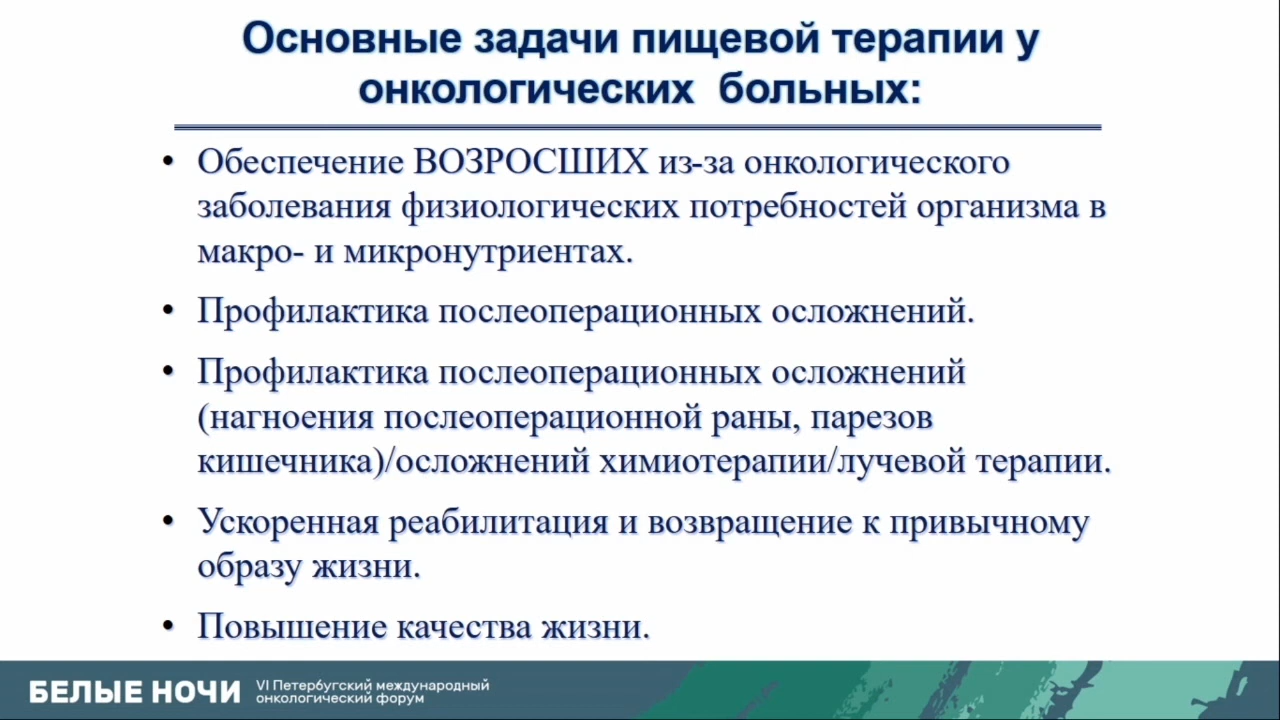 Основные задачи пищевой терапии у
онкологических больных:
• Обеспечение ВОЗРОСШИХ из-за онкологического
заболевания физиологических потребностей организма в
макро- и микронутриентах.
• Профилактика послеоперационных осложнений.
• Профилактика послеоперационных осложнений
(нагноения послеоперационной раны, парезов
кишечника)/осложнений химиотерапии/лучевой терапии.
• Ускоренная реабилитация и возвращение к привычному
образу жизни.
• Повышение качества жизни.
БЕЛЫЕ НОЧИ
VI Петербугский международный
онкологический форум